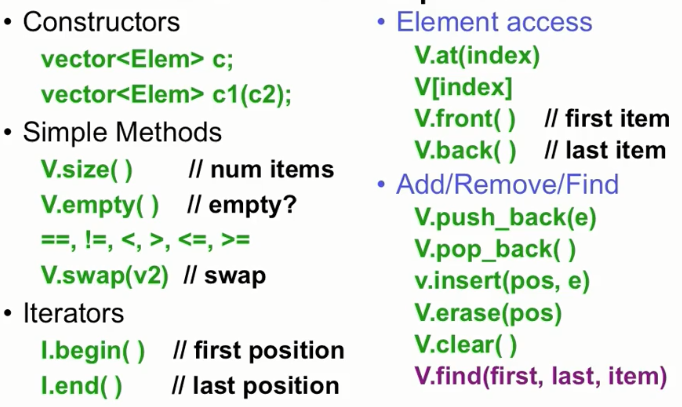 • Constructors
vector<Elem> c;
vector<Elem> c1(c2);
• Simple Methods
V.size( ) // num items
V.empty( ) // empty?
==, !=, <, >, <=, >=
V.swap(v2) // swap
• Iterators
I.begin( ) // first position
I.end( ) // last position
• Element access
V.at(index)
V[index]
V.front( ) // first item
V.back( ) // last item
• Add/Remove/Find
V.push_back(e)
V.pop_back( )
v.insert(pos, e)
V.erase(pos)
V.clear( )
V.find(first, last, item)